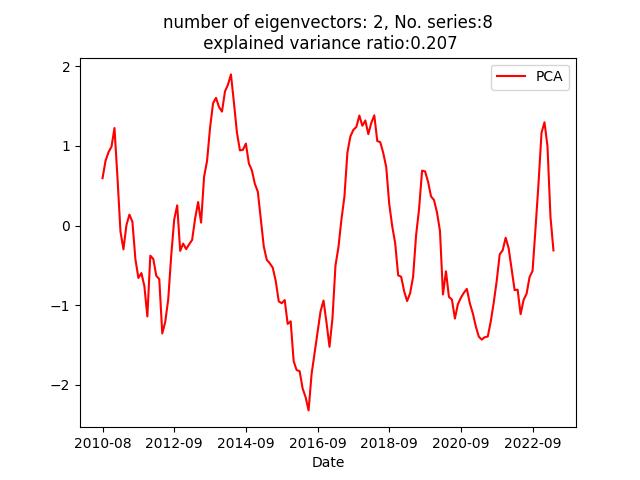 number of eigenvectors: 2, No. series:8
explained variance ratio:0.207
PCA
2
1
0
−1
−2
2010-08 2012-09 2014-09 2016-09 2018-09 2020-09 2022-09
Date